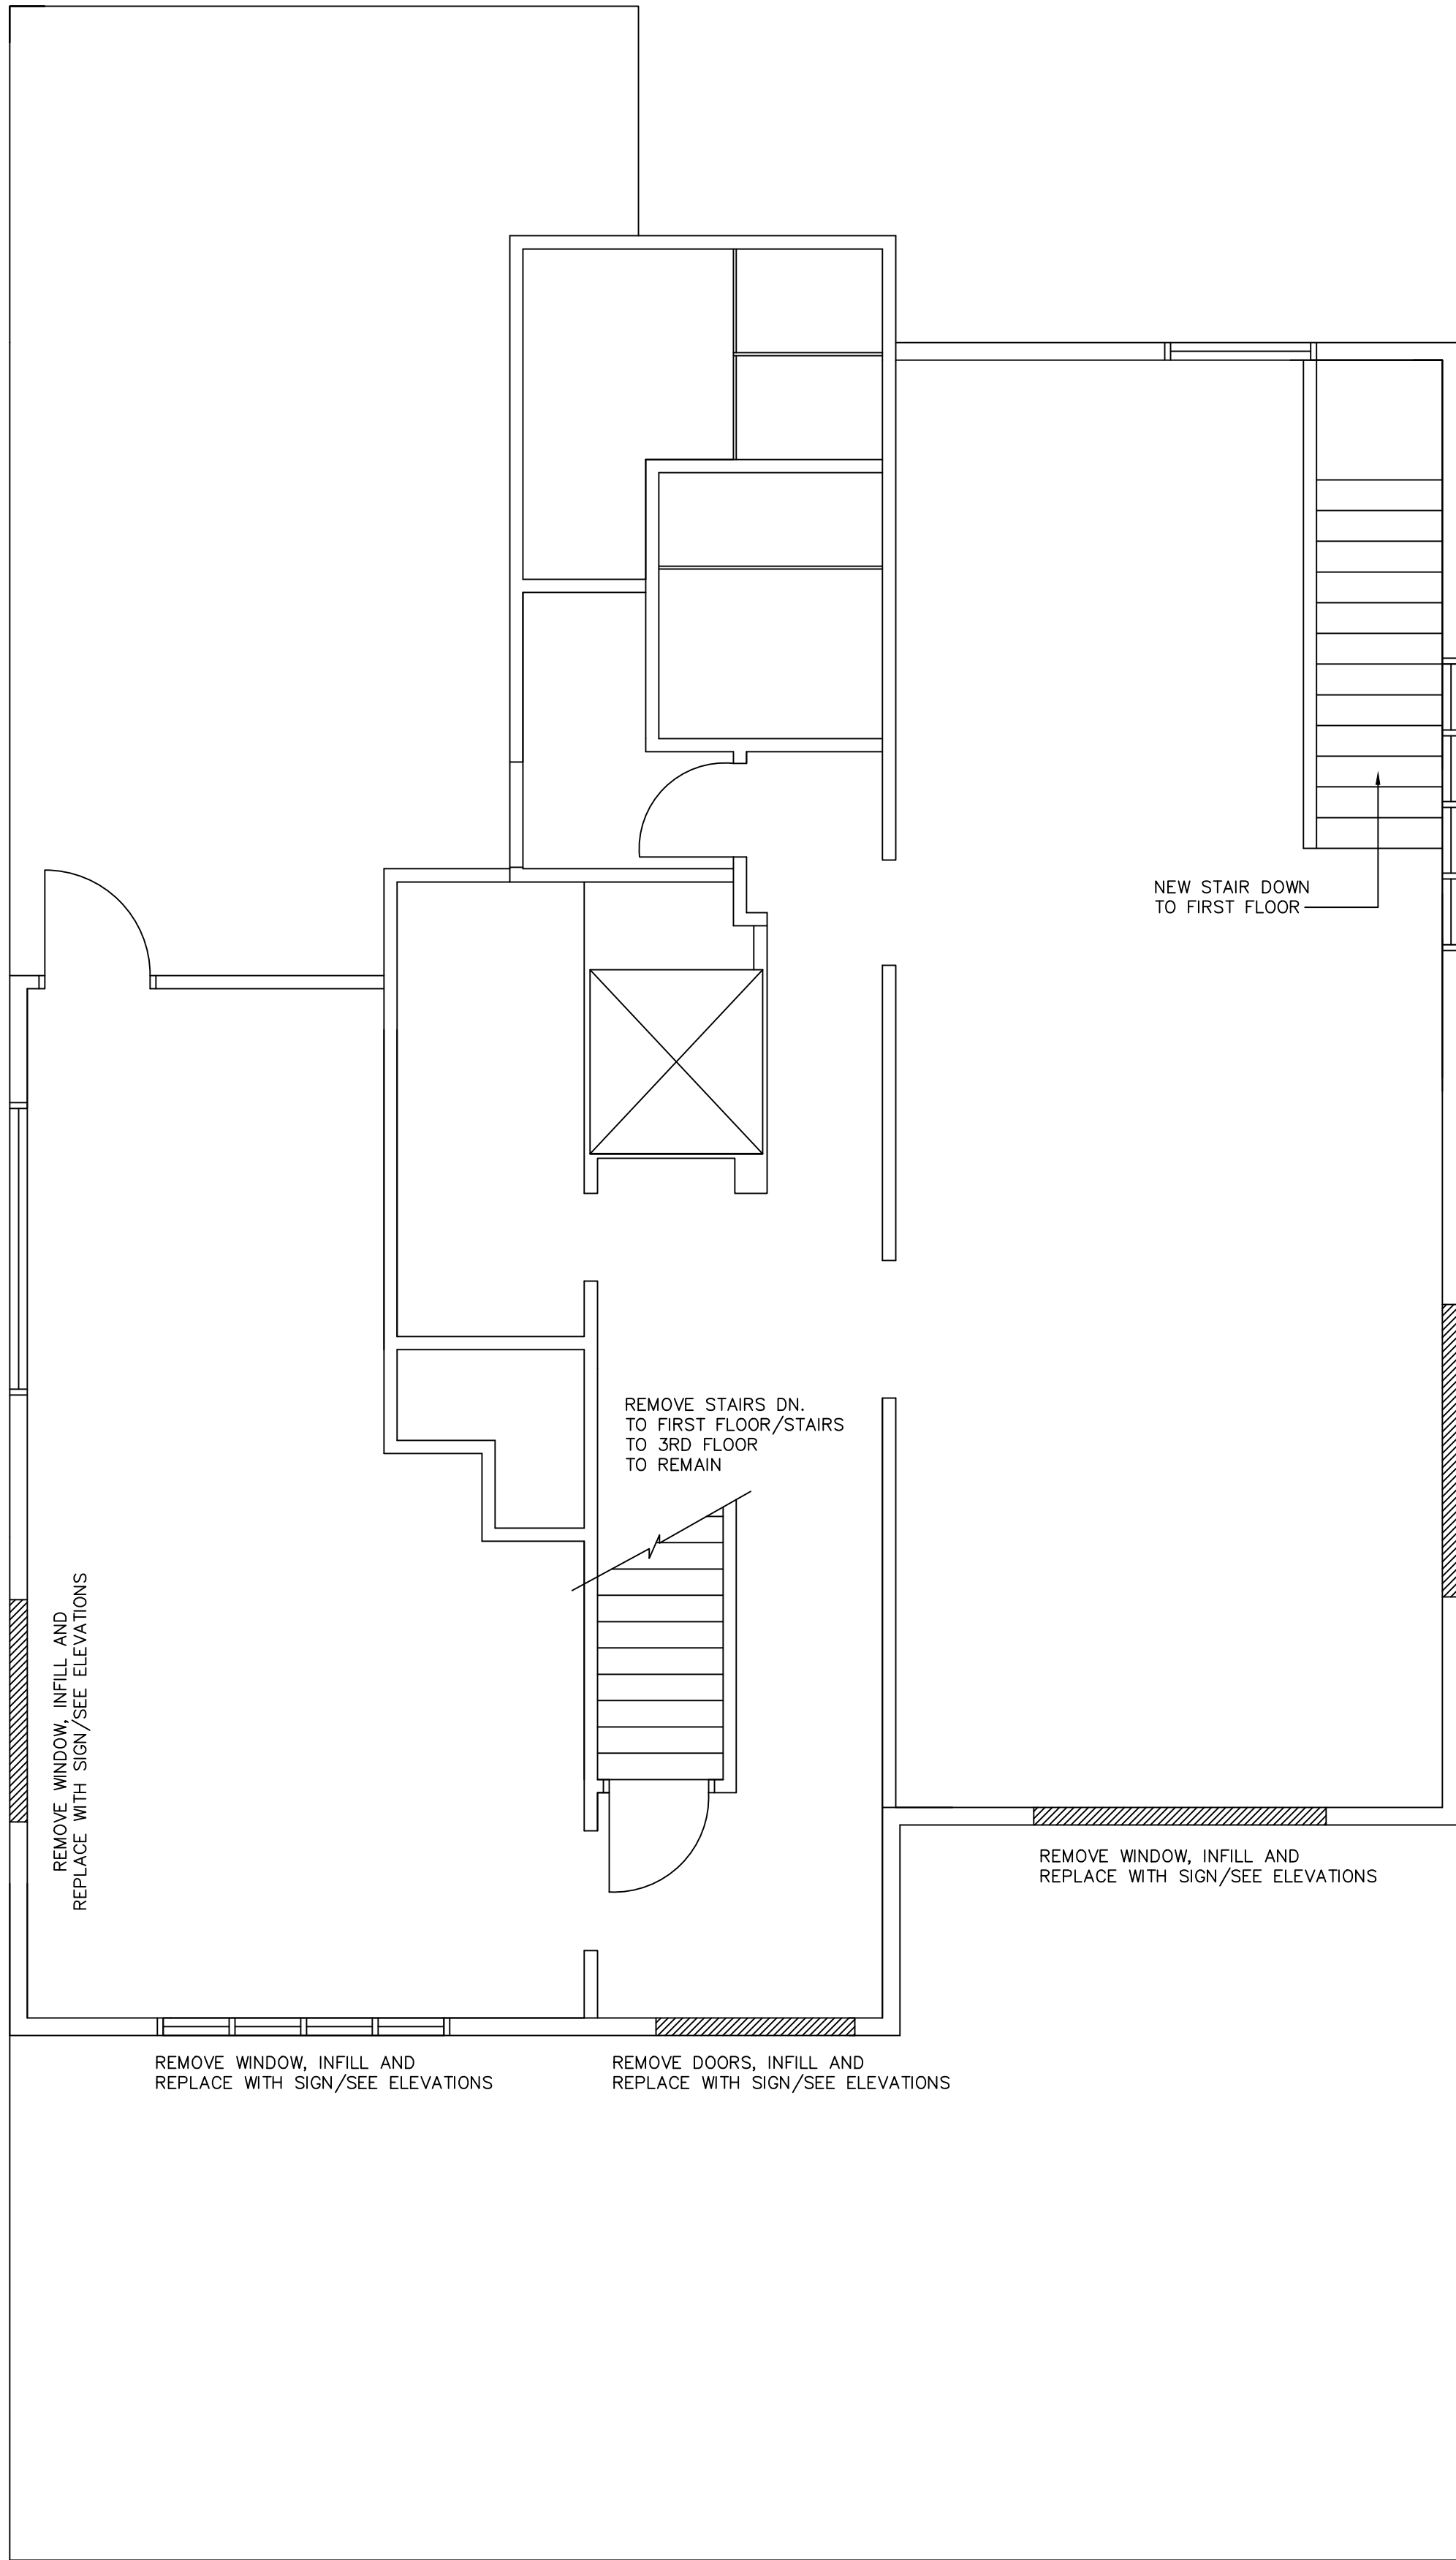 NEW STAIR DOWN
TO FIRST FLOOR
REMOVE STAIRS DN.
TO FIRST FLOOR/STAIRS
TO 3RD FLOOR
TO REMAIN
REMOVE WINDOW, INFILL AND
REPLACE WITH SIGN/SEE ELEVATIONS
REMOVE WINDOW, INFILL AND
REPLACE WITH SIGN/SEE ELEVATIONS
REMOVE WINDOW, INFILL AND
REPLACE WITH SIGN/SEE ELEVATIONS
REMOVE DOORS, INFILL AND
REPLACE WITH SIGN/SEE ELEVATIONS